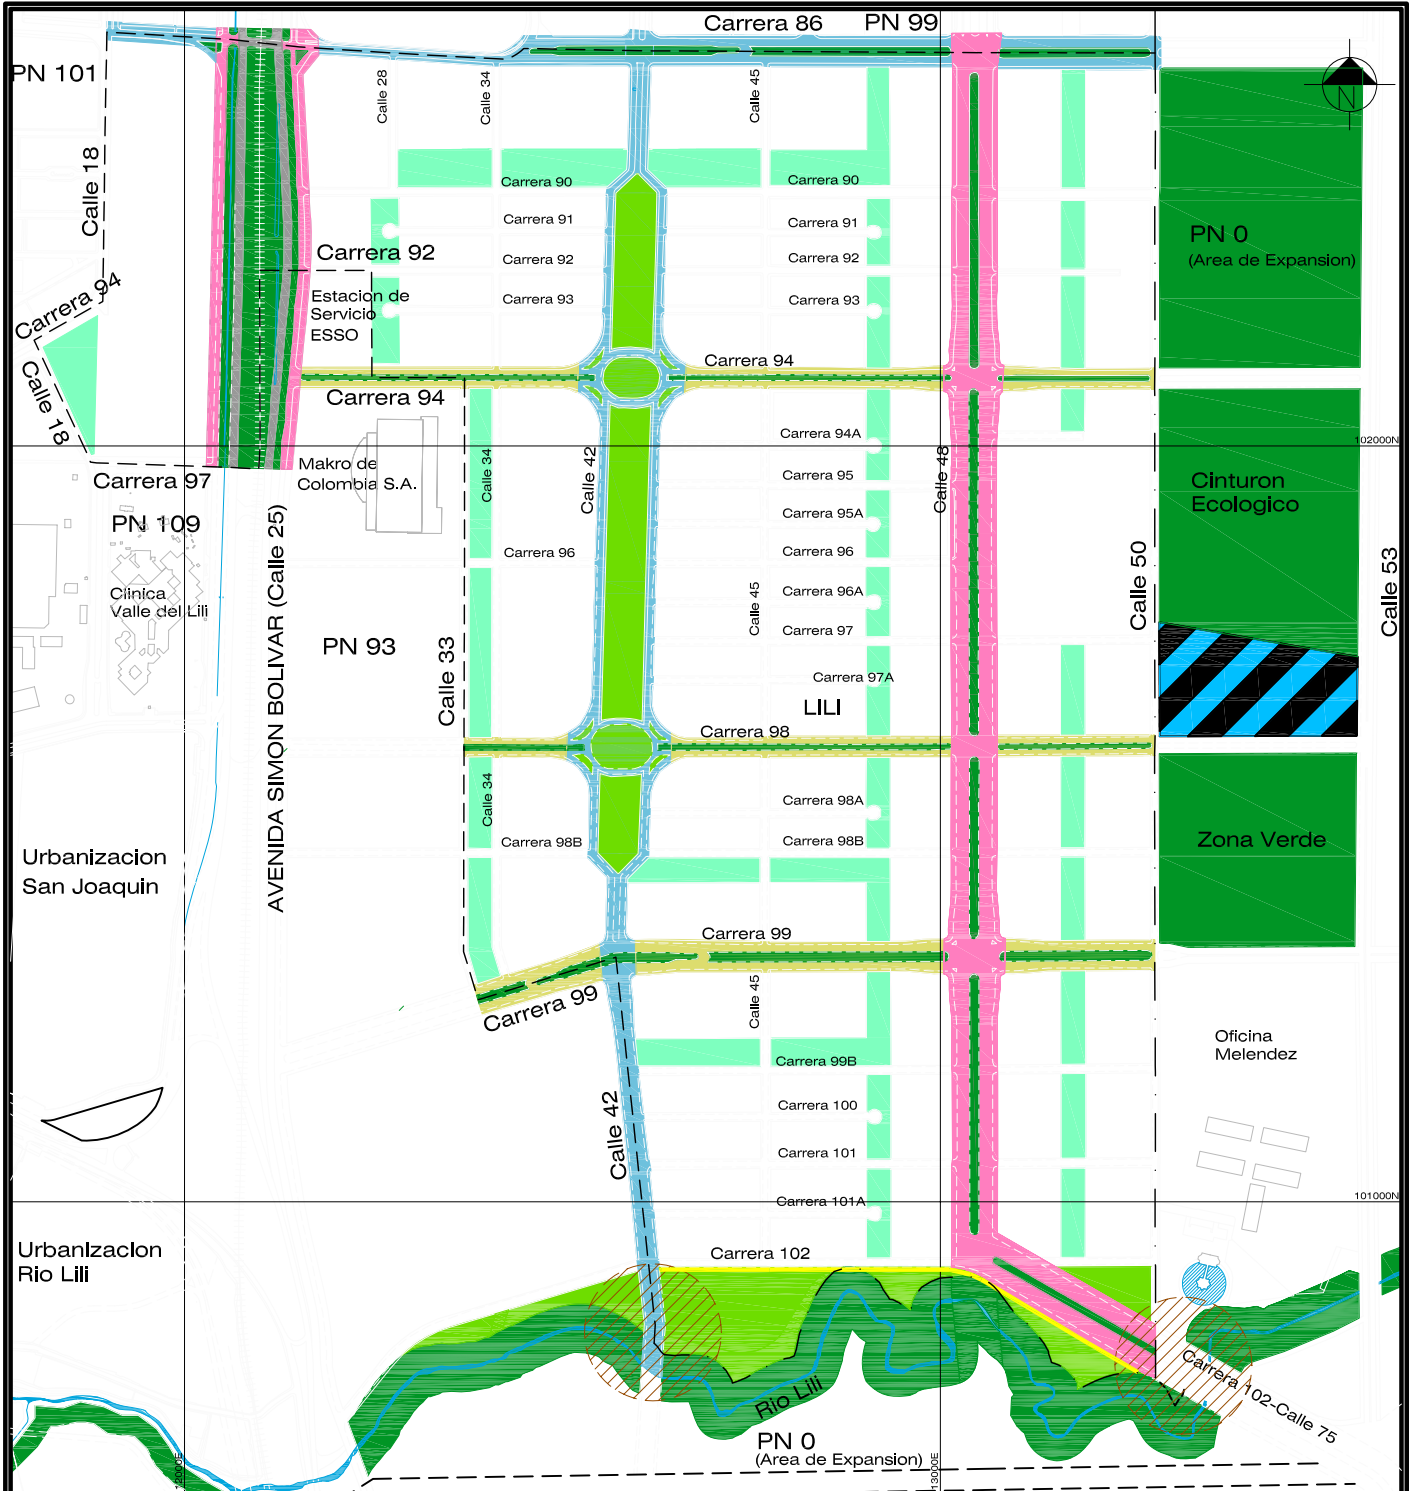 Carrera 86
PN 99
PN 101
Calle 28
Calle 34
Calle 45
N
Calle 18
Carrera 90
Carrera 90
Carrera 91
Carrera 91
Carrera 92
Carrera 92
Carrera 92
PN 0
(Area de Expansion)
Carrera 94
Estacion de
Servicio
ESSO
Carrera 93
Carrera 93
Calle 18
Carrera 94
Carrera 94
Carrera 94A
102000N
Makro de
Colombia S.A.
Calle 34
Calle 42
Carrera 95
Calle 48
Cinturon
Ecologico
Carrera 97
PN 109
Carrera 95A
Carrera 96
Carrera 96
AVENIDA SIMON BOLIVAR (Calle 25)
Calle 50
Calle 53
Clinica
Valle del Lili
Calle 45
Carrera 96A
Carrera 97
PN 93
Calle 33
Carrera 97A
LILI
Carrera 98
Calle 34
Carrera 98A
Carrera 98B
Carrera 98B
Zona Verde
Urbanizacion
San Joaquin
Carrera 99
Carrera 99
Calle 45
Oficina
Melendez
Carrera 99B
Calle 42
Carrera 100
Carrera 101
Carrera 101A
101000N
Urbanizacion
Rio Lili
Carrera 102
Rio Lili
Carrera 102-Calle 75
PN 0
(Area de Expansion)
12000E
13000E